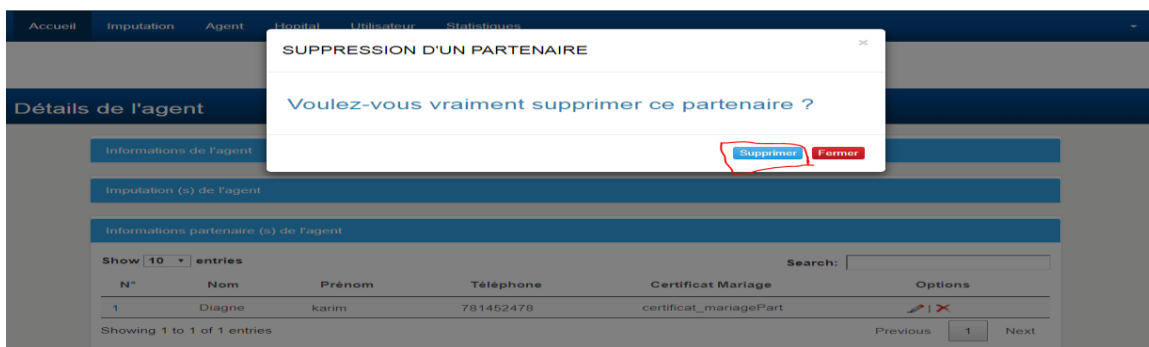 Accueil Imputation Agent Hopital Utilisateur Statistiques
SUPPRESSION D'UN PARTENAIRE ×
Voulez-vous vraiment supprimer ce partenaire ?
Supprimer Fermer
Détails de l'agent
Informations de l'agent
Imputation (s) de l'agent
Informations partenaire (s) de l'agent
Show 10 entries Search:
N° Nom Prénom Téléphone Certificat Mariage Options
1 Diagne karim 781452478 certificat_mariagePart |
Showing 1 to 1 of 1 entries Previous 1 Next